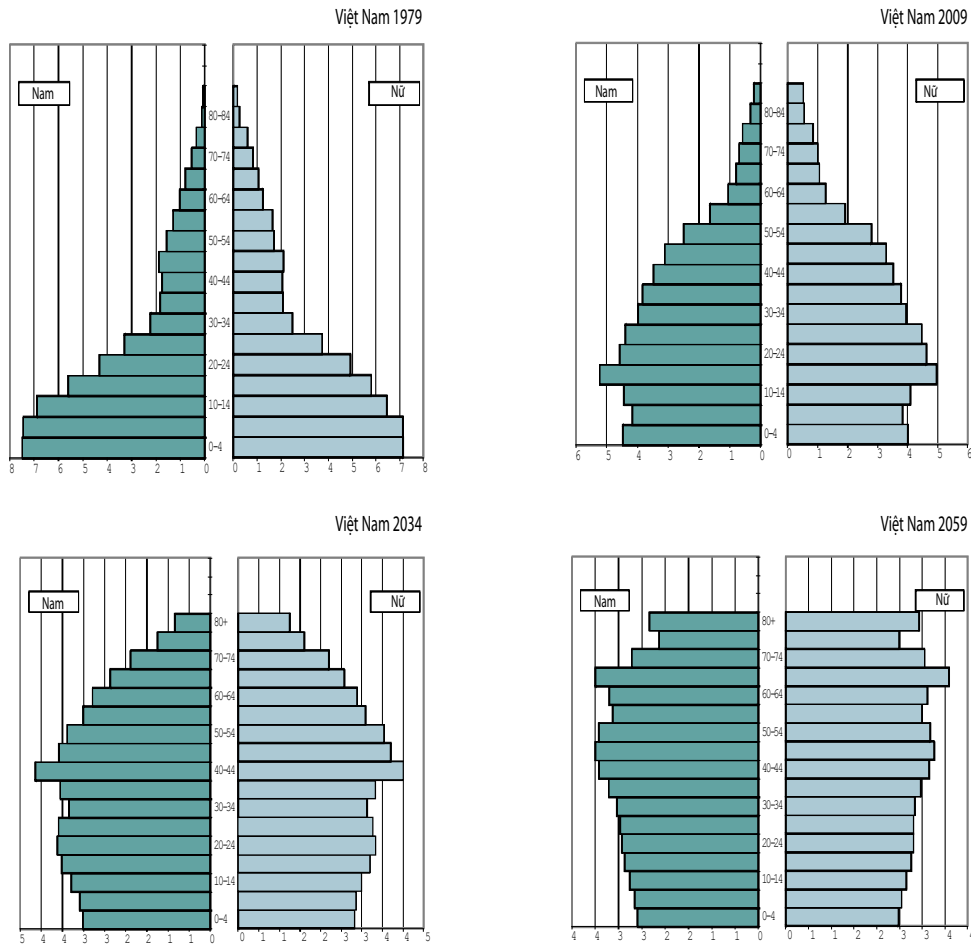 Việt Nam 1979
Nam
Nữ
80-84
70-74
60-64
50-54
40-44
30-34
20-24
10-14
0-4
8 7 6 5 4 3 2 1 0
0 1 2 3 4 5 6 7 8
Việt Nam 2009
Nam
Nữ
80-84
70-74
60-64
50-54
40-44
30-34
20-24
10-14
0-4
6 5 4 3 2 1 0
0 1 2 3 4 5 6
Việt Nam 2034
Nam
Nữ
80+
70-74
60-64
50-54
40-44
30-34
20-24
10-14
0-4
5 4 4 3 3 2 2 1 1 0
0 1 1 2 2 3 3 4 4 5
Việt Nam 2059
Nam
Nữ
80+
70-74
60-64
50-54
40-44
30-34
20-24
10-14
0-4
4 4 3 3 2 2 1 1 0
0 1 1 2 2 3 3 4 4